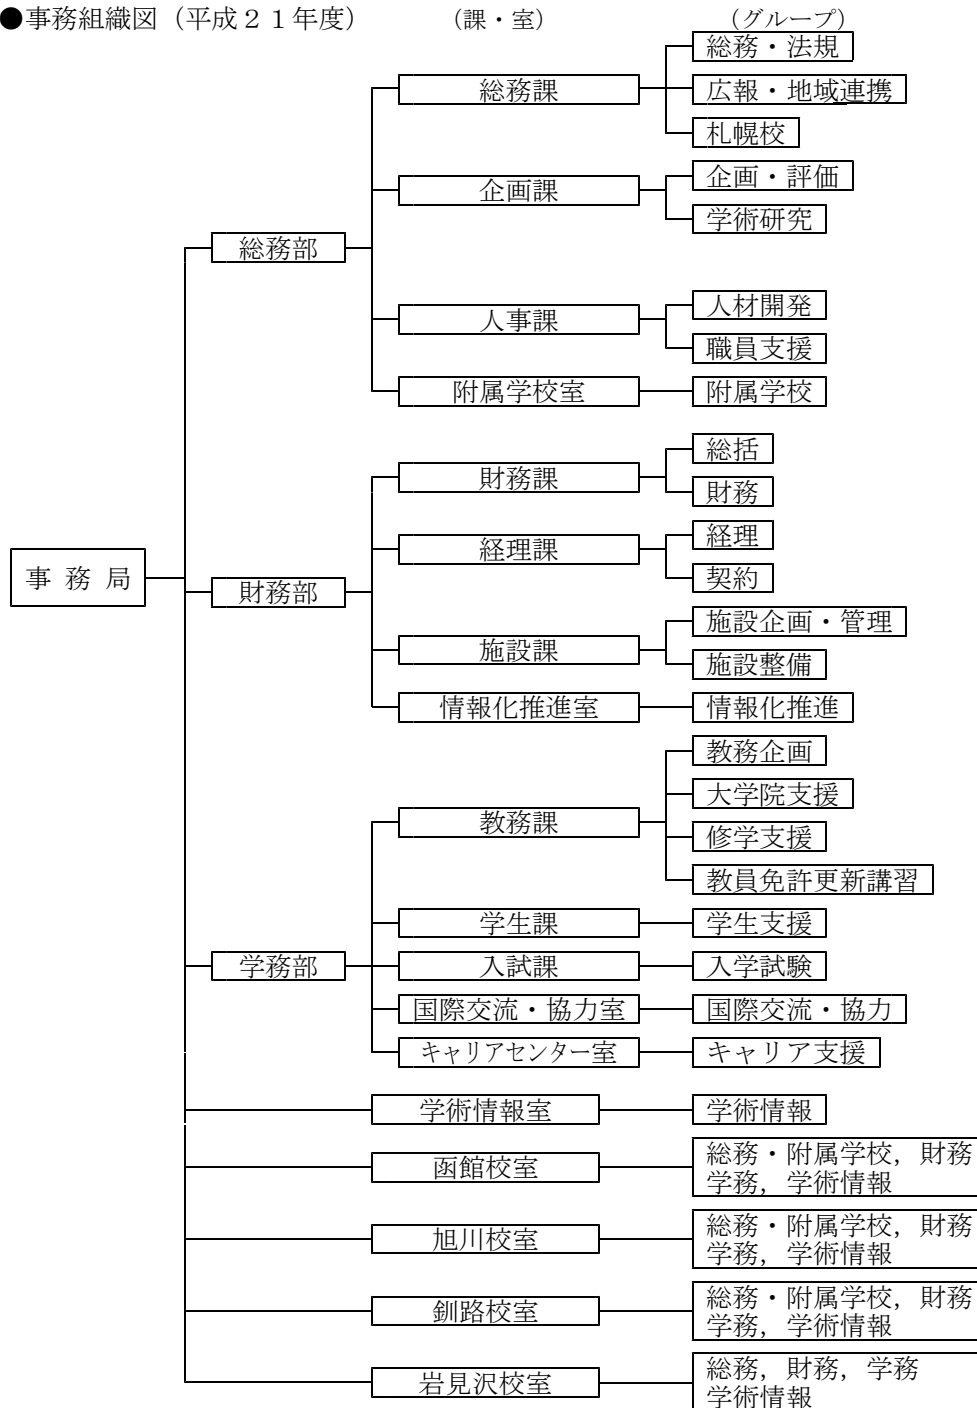 ●事務組織図（平成２１年度）　（課・室）　（グループ）
総務・法規
総務課
広報・地域連携
札幌校
企画・評価
企画課
学術研究
総務部
人材開発
人事課
職員支援
附属学校室
附属学校
総括
財務課
財務
経理
経理課
事務局
契約
財務部
施設企画・管理
施設課
施設整備
情報化推進室
情報化推進
教務企画
大学院支援
教務課
修学支援
教員免許更新講習
学生課
学生支援
学務部
入試課
入学試験
国際交流・協力室
国際交流・協力
キャリアセンター室
キャリア支援
学術情報室
学術情報
函館校室
総務・附属学校，財務
学務，学術情報
旭川校室
総務・附属学校，財務
学務，学術情報
釧路校室
総務・附属学校，財務
学務，学術情報
岩見沢校室
総務，財務，学務
学術情報